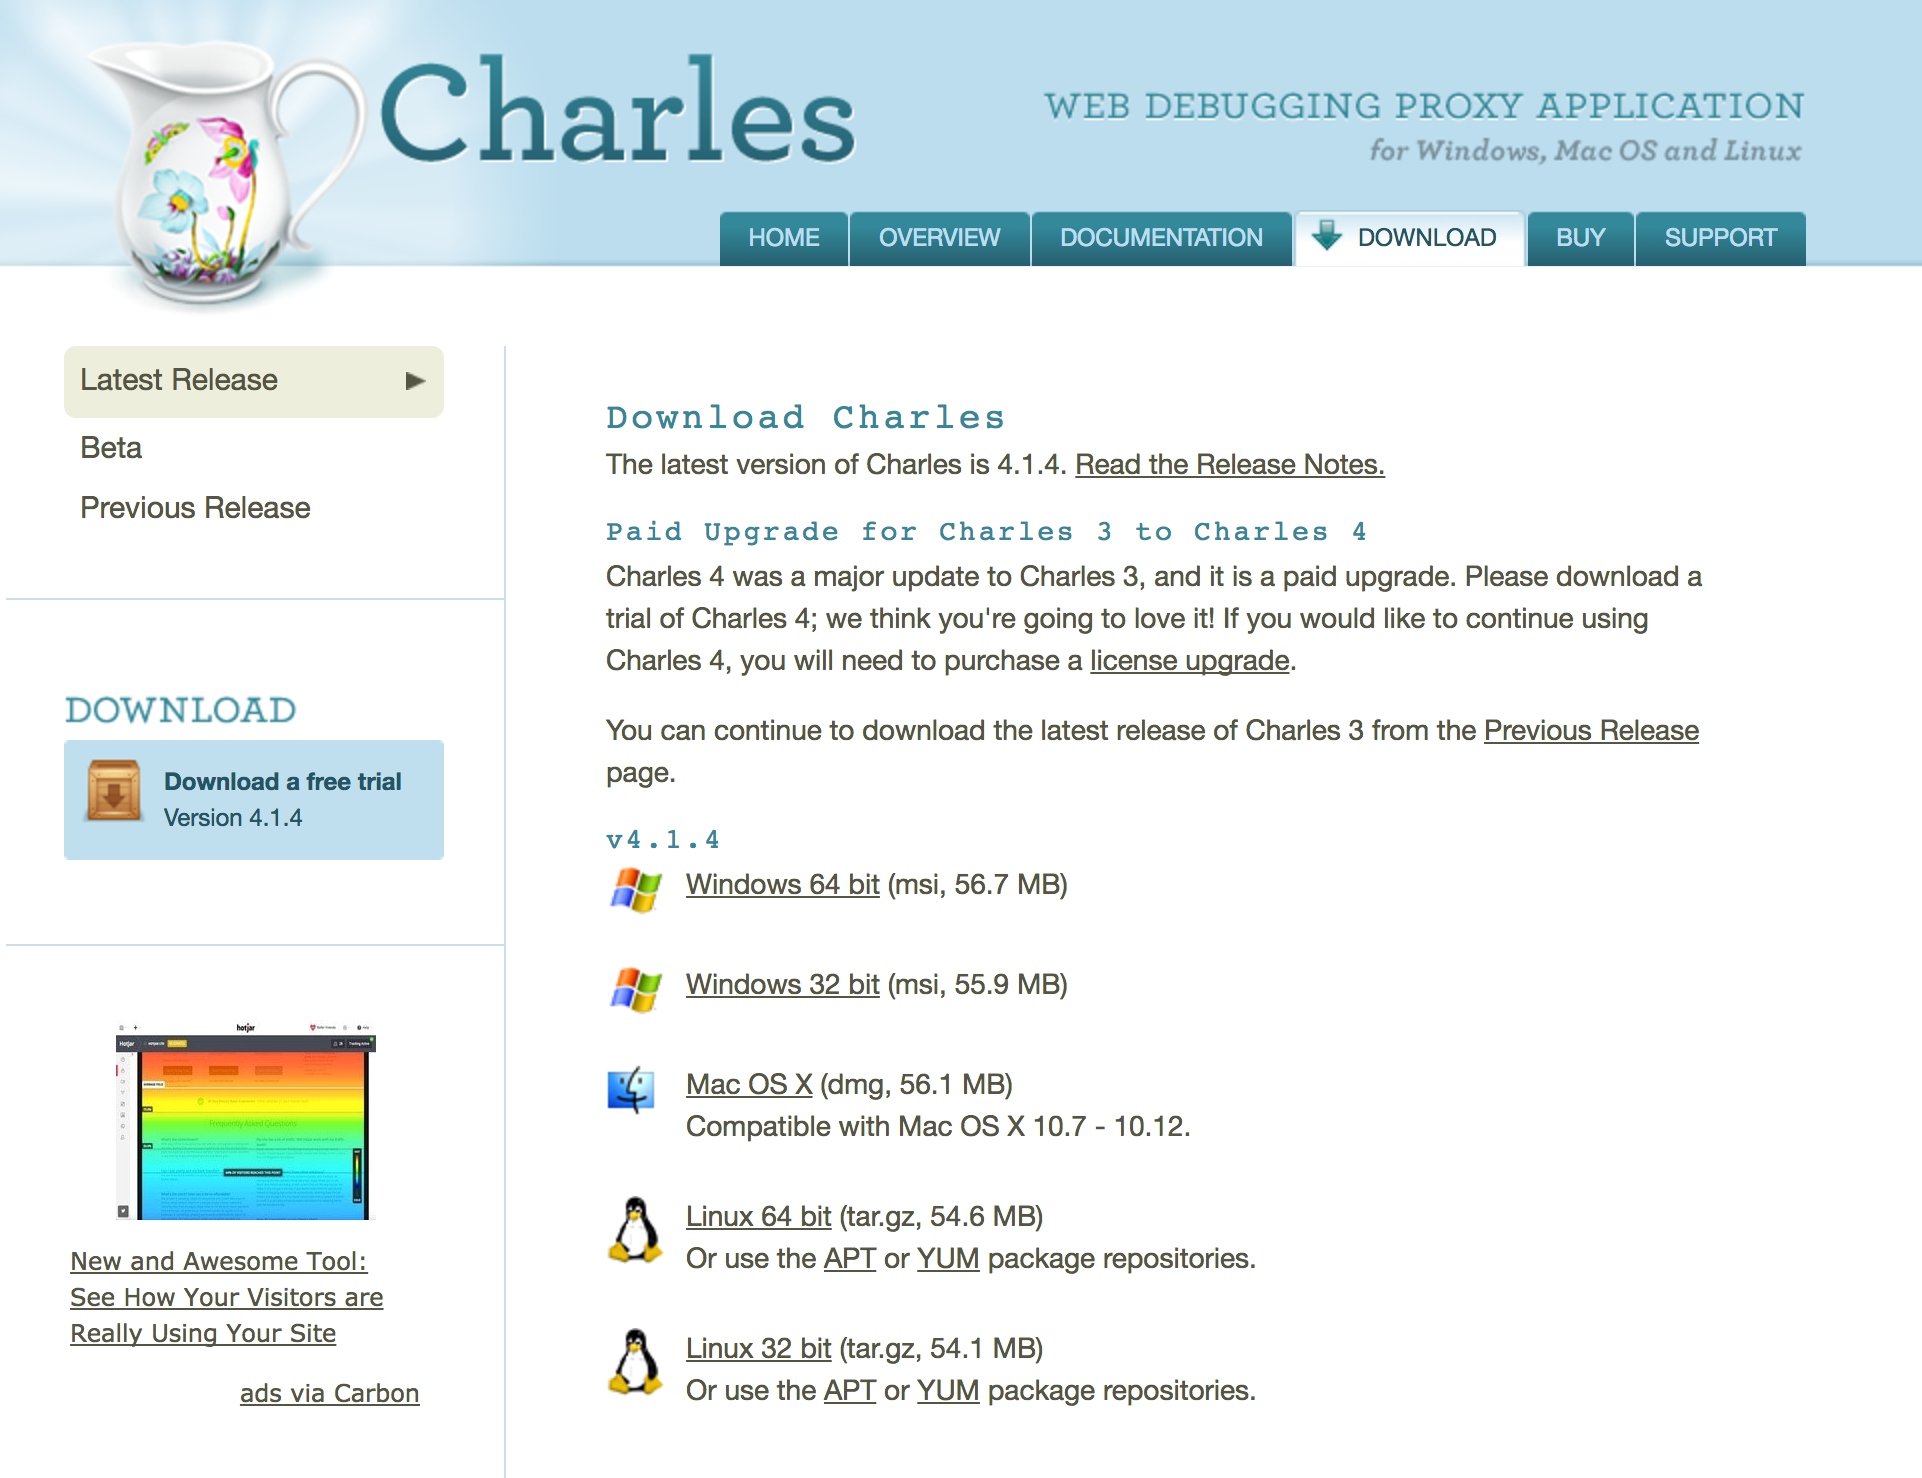 Charles
WEB DEBUGGING PROXY APPLICATION
for Windows, Mac OS and Linux
HOME
OVERVIEW
DOCUMENTATION
DOWNLOAD
BUY
SUPPORT
Latest Release
Beta
Previous Release
DOWNLOAD
Download a free trial
Version 4.1.4
hotjar
Hotjar
Frequently Asked Questions
New and Awesome Tool:
See How Your Visitors are
Really Using Your Site
ads via Carbon
Download Charles
The latest version of Charles is 4.1.4. Read the Release Notes.
Paid Upgrade for Charles 3 to Charles 4
Charles 4 was a major update to Charles 3, and it is a paid upgrade. Please download a
trial of Charles 4; we think you're going to love it! If you would like to continue using
Charles 4, you will need to purchase a license upgrade.
You can continue to download the latest release of Charles 3 from the Previous Release
page.
v4.1.4
Windows 64 bit (msi, 56.7 MB)
Windows 32 bit (msi, 55.9 MB)
Mac OS X (dmg, 56.1 MB)
Compatible with Mac OS X 10.7 - 10.12.
Linux 64 bit (tar.gz, 54.6 MB)
Or use the APT or YUM package repositories.
Linux 32 bit (tar.gz, 54.1 MB)
Or use the APT or YUM package repositories.